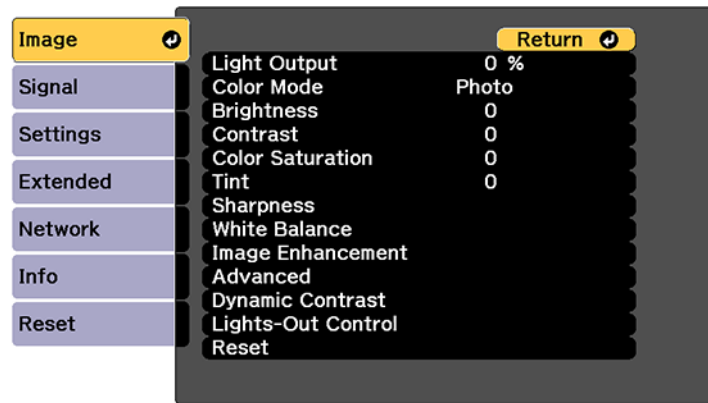 Image
Signal
Settings
Extended
Network
Info
Reset
Return
Light Output 0 %
Color Mode Photo
Brightness 0
Contrast 0
Color Saturation 0
Tint 0
Sharpness
White Balance
Image Enhancement
Advanced
Dynamic Contrast
Lights-Out Control
Reset